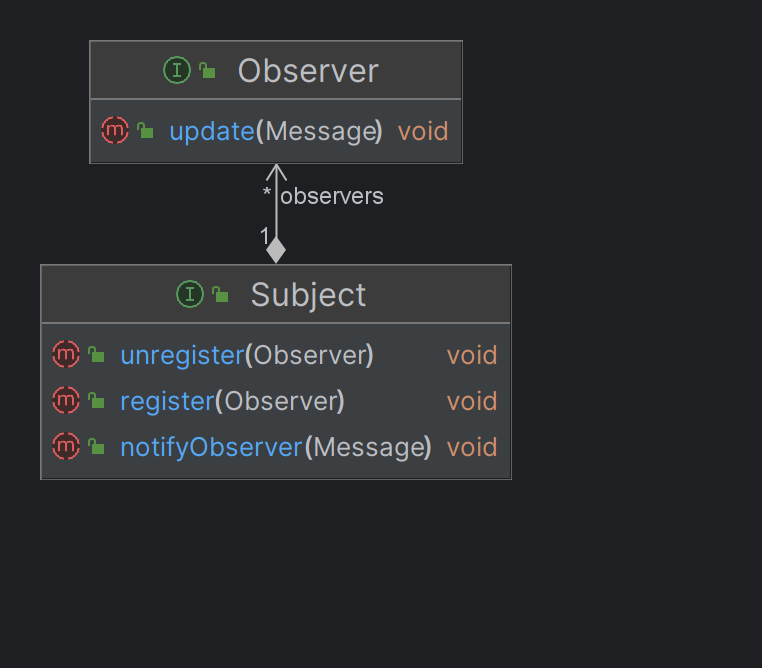 I Observer
m update(Message) void
* observers
1
I Subject
m unregister(Observer) void
m register(Observer) void
m notifyObserver(Message) void